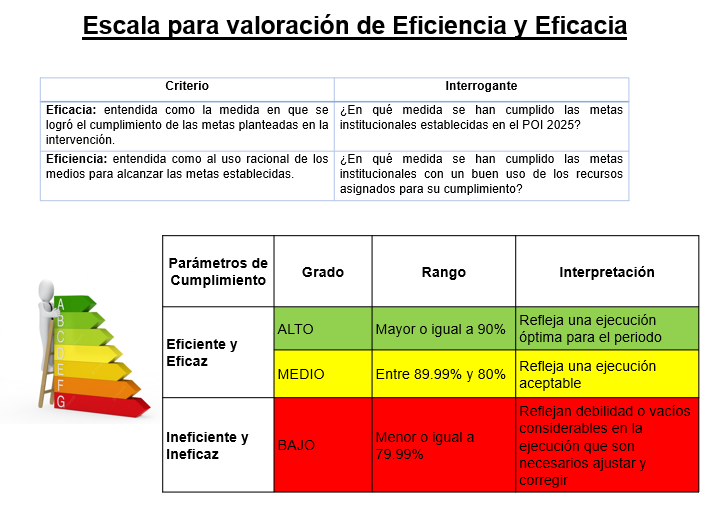 Escala para valoración de Eficiencia y Eficacia
Criterio
Interrogante
Eficacia: entendida como la medida en que se
logró el cumplimiento de las metas planteadas en la
intervención.
¿En qué medida se han cumplido las metas
institucionales establecidas en el POI 2025?
Eficiencia: entendida como al uso racional de los
medios para alcanzar las metas establecidas.
¿En qué medida se han cumplido las metas
institucionales con un buen uso de los recursos
asignados para su cumplimiento?
Parámetros de
Cumplimiento
Grado
Rango
Interpretación
Eficiente y
Eficaz
ALTO
Mayor o igual a 90%
Refleja una ejecución
óptima para el periodo
MEDIO
Entre 89.99% y 80%
Refleja una ejecución
aceptable
Ineficiente y
Ineficaz
BAJO
Menor o igual a
79.99%
Reflejan debilidad o vacíos
considerables en la
ejecución que son
necesarios ajustar y
corregir
A
B
C
D
E
F
G